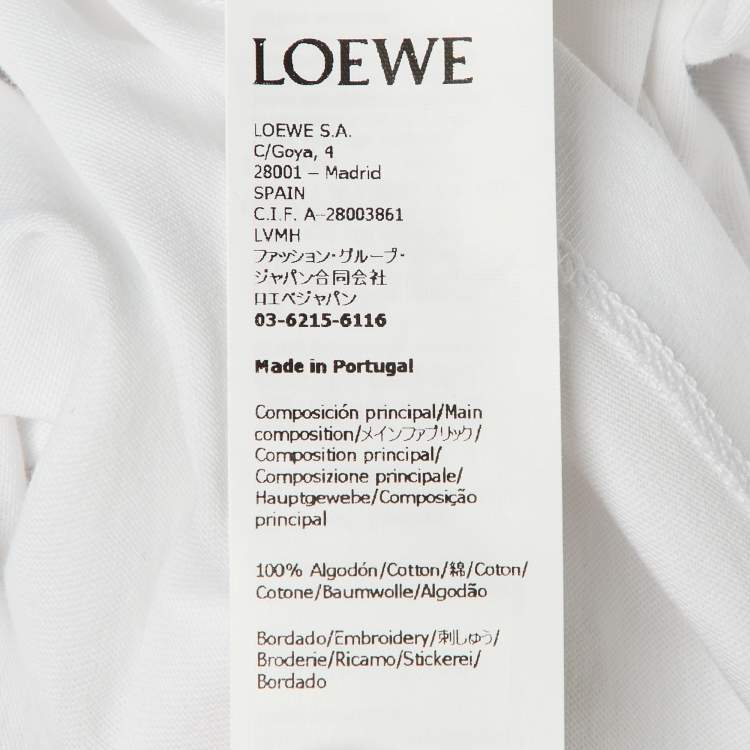 LOEWE
LOEWE S.A.
C/Goya, 4
28001 – Madrid
SPAIN
C.I.F. A-28003861
LVMH
ファッション・グループ・
ジャパン合同会社
ロエベジャパン
03-6215-6116
Made in Portugal
Composición principal/Main
composition/メインファブリック/
Composition principal/
Composizione principale/
Hauptgewebe/Composição
principal
100% Algodón/Cotton/綿/Coton/
Cotone/Baumwolle/Algodão
Bordado/Embroidery/刺しゅう/
Broderie/Ricamo/Stickerei/
Bordado